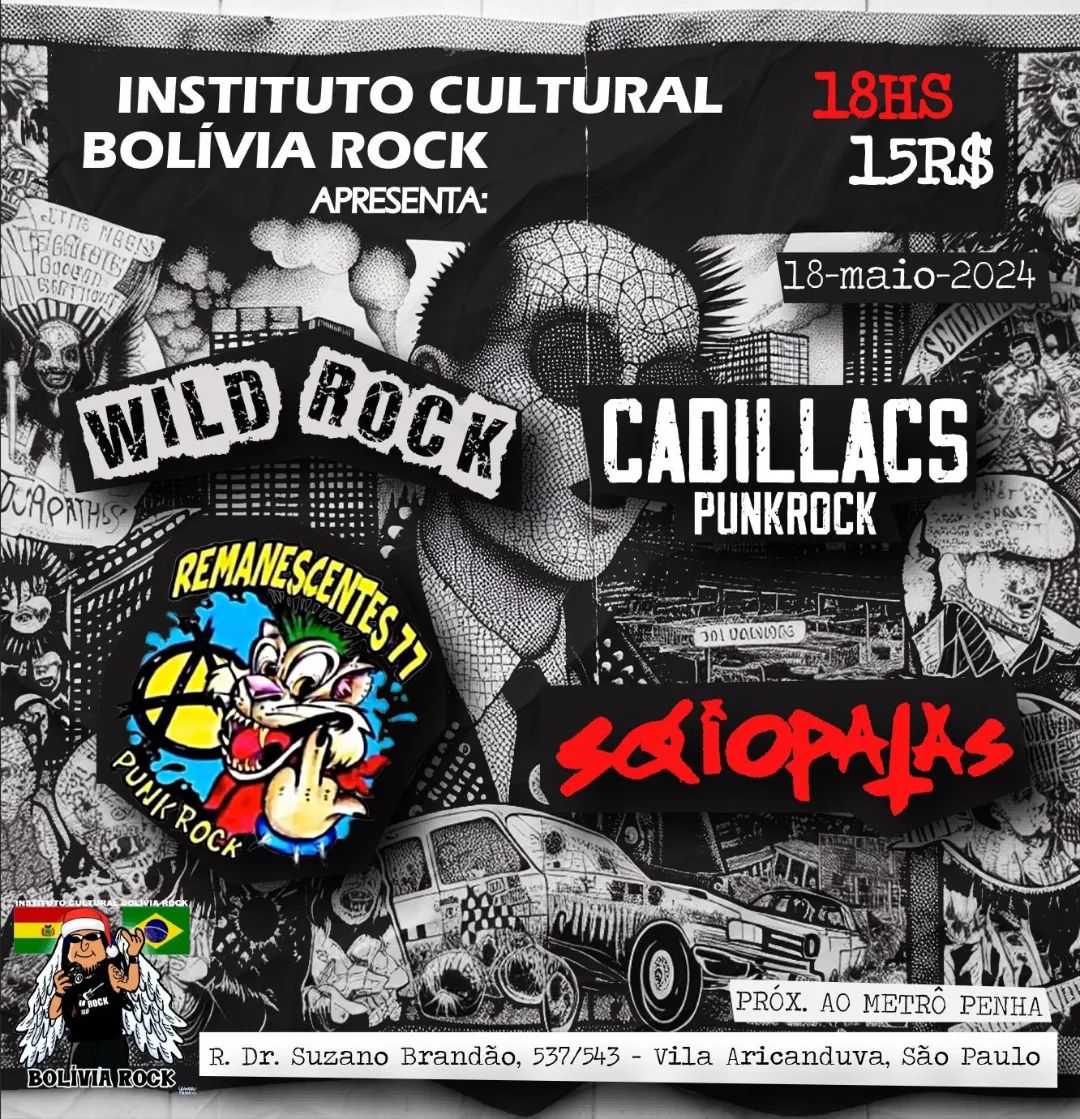 INSTITUTO CULTURAL
BOLÍVIA ROCK
APRESENTA:
18HS
15R$
18-maio-2024
WILD ROCK
CADILLACS
PUNKROCK
REMANESCENTES 77
PUNK ROCK
SOCIOPATAS
INSTITUTO CULTURAL BOLÍVIA ROCK
BOLÍVIA ROCK
PRÓX. AO METRÔ PENHA
R. Dr. Suzano Brandão, 537/543 - Vila Aricanduva, São Paulo